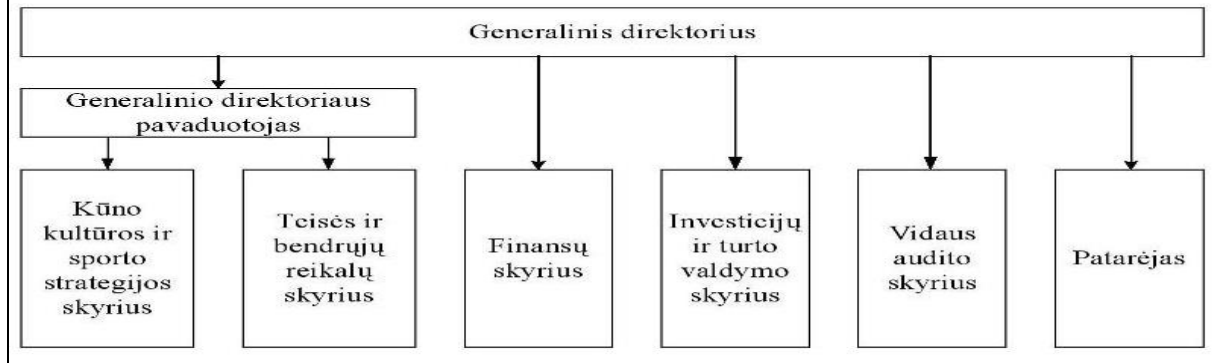 Generalinis direktorius
Generalinio direktoriaus
pavaduotojas
Kūno
kultūros ir
sporto
strategijos
skyrius
Teisės ir
bendrųjų
reikalų
skyrius
Finansų
skyrius
Investicijų
ir turto
valdymo
skyrius
Vidaus
audito
skyrius
Patarėjas